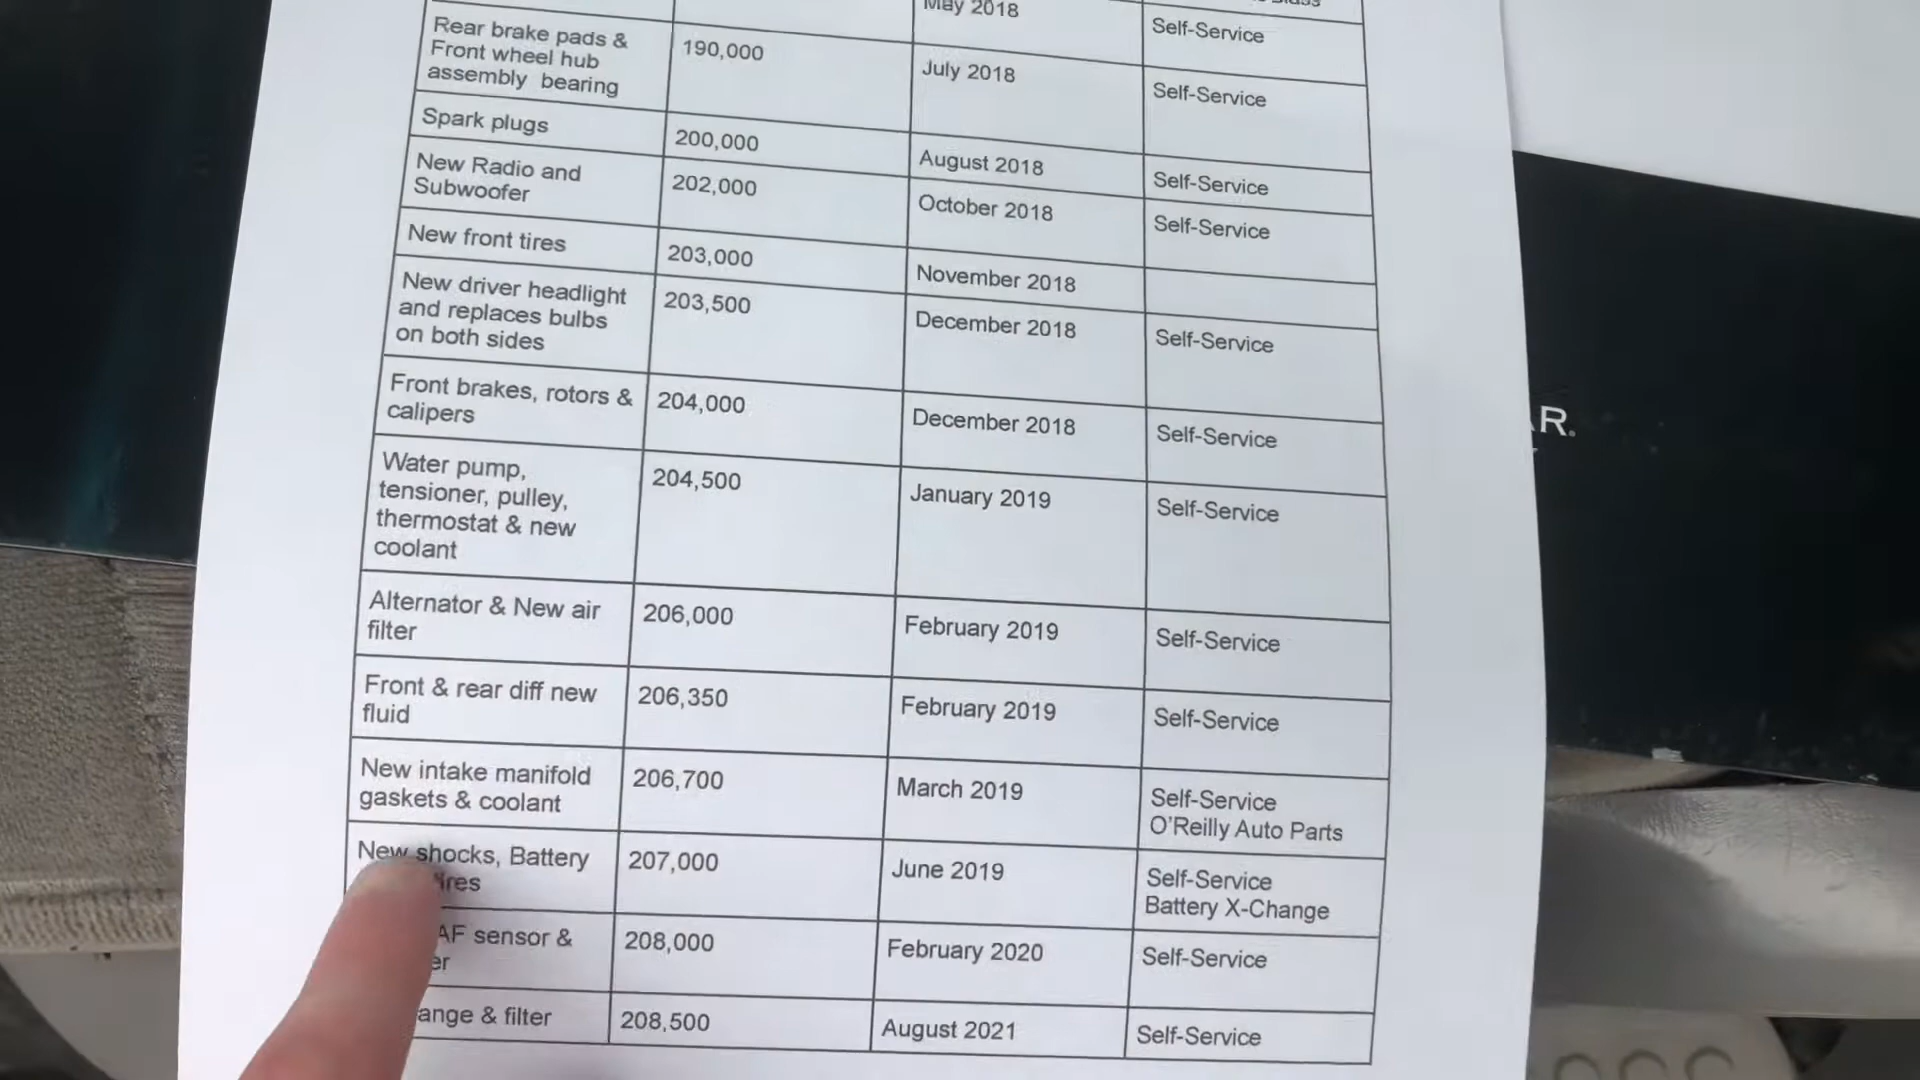 May 2018
Self-Service
Rear brake pads &
Front wheel hub
assembly bearing
190,000
July 2018
Self-Service
Spark plugs
200,000
August 2018
Self-Service
New Radio and
Subwoofer
202,000
October 2018
Self-Service
New front tires
203,000
November 2018
New driver headlight
and replaces bulbs
on both sides
203,500
December 2018
Self-Service
Front brakes, rotors &
calipers
204,000
December 2018
Self-Service
Water pump,
tensioner, pulley,
thermostat & new
coolant
204,500
January 2019
Self-Service
Alternator & New air
filter
206,000
February 2019
Self-Service
Front & rear diff new
fluid
206,350
February 2019
Self-Service
New intake manifold
gaskets & coolant
206,700
March 2019
Self-Service
O'Reilly Auto Parts
New shocks, Battery
207,000
June 2019
Self-Service
Battery X-Change
sensor &
208,000
February 2020
Self-Service
& filter
208,500
August 2021
Self-Service